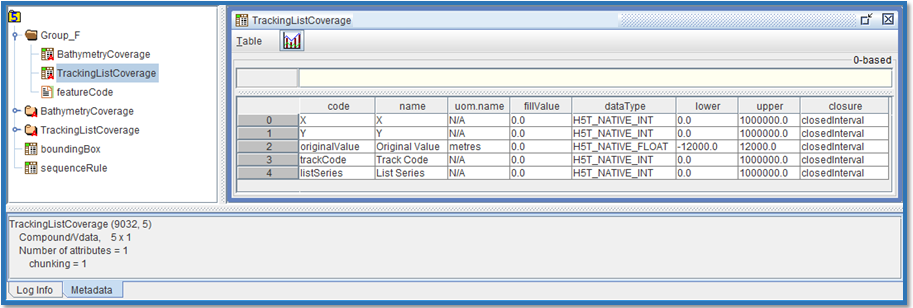 Group_F
BathymetryCoverage
TrackingListCoverage
featureCode
BathymetryCoverage
TrackingListCoverage
boundingBox
sequenceRule
TrackingListCoverage
Table
0-based
code name uom.name fillValue dataType lower upper closure
0 X X N/A 0.0 H5T_NATIVE_INT 0.0 1000000.0 closedInterval
1 Y Y N/A 0.0 H5T_NATIVE_INT 0.0 1000000.0 closedInterval
2 originalValue Original Value metres 0.0 H5T_NATIVE_FLOAT -12000.0 12000.0 closedInterval
3 trackCode Track Code N/A 0.0 H5T_NATIVE_INT 0.0 1000000.0 closedInterval
4 listSeries List Series N/A 0.0 H5T_NATIVE_INT 0.0 1000000.0 closedInterval
TrackingListCoverage (9032, 5)
Compound/Vdata, 5 x 1
Number of attributes = 1
chunking = 1
Log Info Metadata